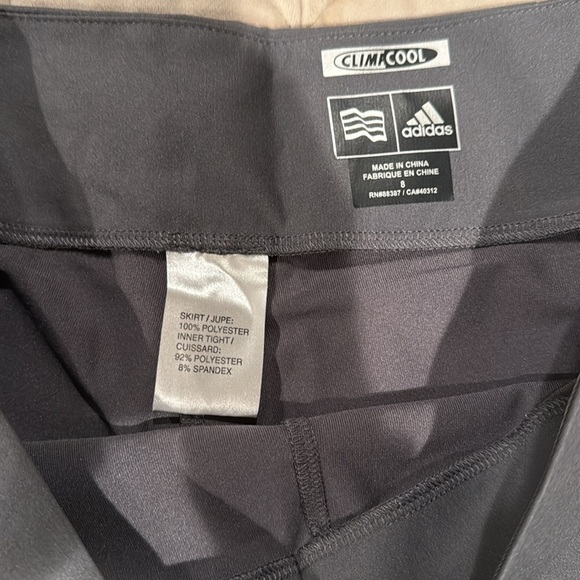 CLIMACOOL
adidas
MADE IN CHINA
FABRIQUE EN CHINE
8
RN#88387 / CA#40312
SKIRT / JUPE:
100% POLYESTER
INNER TIGHT /
CUISSARD:
92% POLYESTER
8% SPANDEX